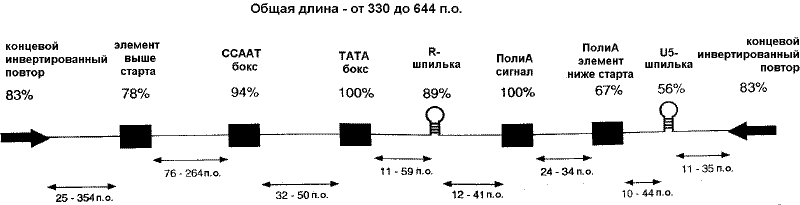 Общая длина - от 330 до 644 п.о.
концевой
инвертированный
повтор
83%
элемент
выше
старта
78%
CCAAT
бокс
94%
TATA
бокс
100%
R-
шпилька
89%
ПолиА
сигнал
100%
ПолиА
элемент
ниже старта
67%
U5-
шпилька
56%
концевой
инвертированный
повтор
83%
25 - 354 п.о.
76 - 264 п.о.
32 - 50 п.о.
11 - 59 п.о.
12 - 41 п.о.
24 - 34 п.о.
10 - 44 п.о.
11 - 35 п.о.